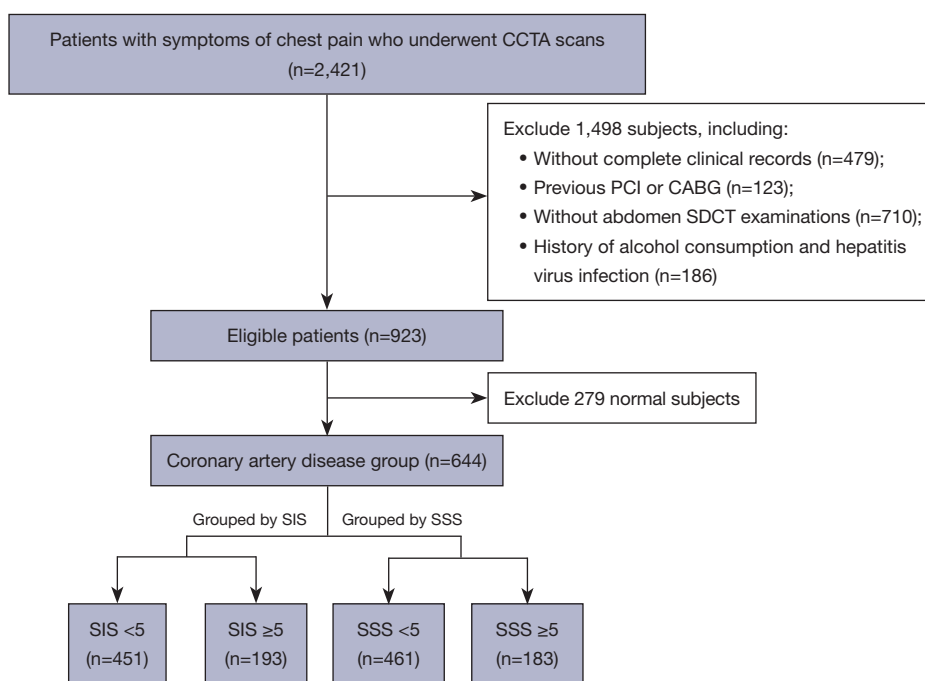 Patients with symptoms of chest pain who underwent CCTA scans
(n=2,421)
Exclude 1,498 subjects, including:
• Without complete clinical records (n=479);
• Previous PCI or CABG (n=123);
• Without abdomen SDCT examinations (n=710);
• History of alcohol consumption and hepatitis
virus infection (n=186)
Eligible patients (n=923)
Exclude 279 normal subjects
Coronary artery disease group (n=644)
Grouped by SIS
Grouped by SSS
SIS <5
(n=451)
SIS ≥5
(n=193)
SSS <5
(n=461)
SSS ≥5
(n=183)